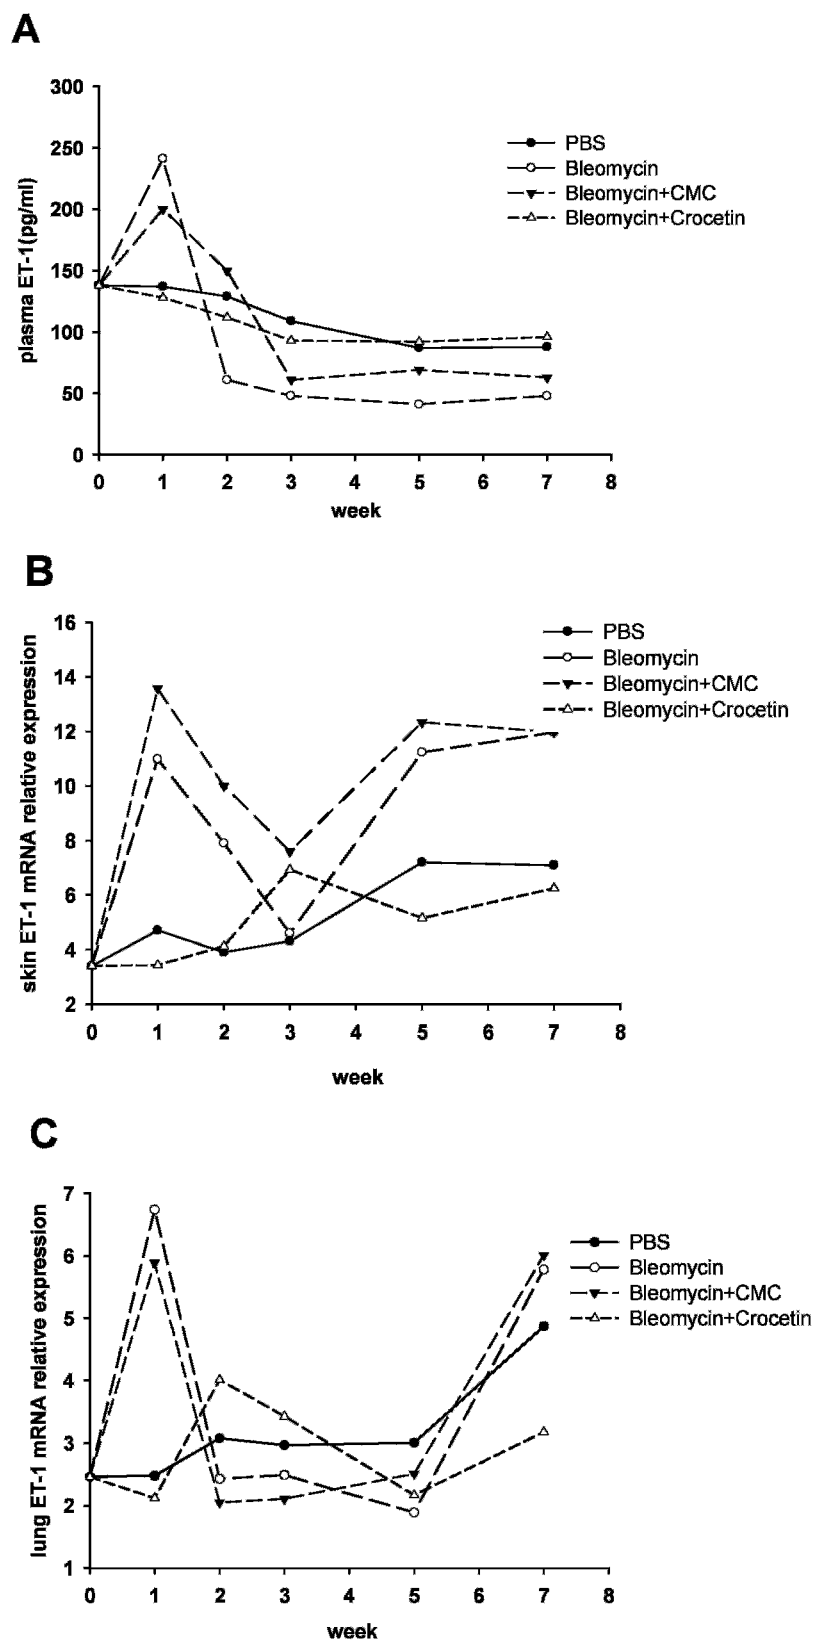 A
300
250
200
150
100
50
0
plasma ET-1(pg/ml)
PBS
Bleomycin
Bleomycin+CMC
Bleomycin+Crocetin
0 1 2 3 4 5 6 7 8
week
B
16
14
12
10
8
6
4
2
skin ET-1 mRNA relative expression
PBS
Bleomycin
Bleomycin+CMC
Bleomycin+Crocetin
0 1 2 3 4 5 6 7 8
week
C
7
6
5
4
3
2
1
lung ET-1 mRNA relative expression
PBS
Bleomycin
Bleomycin+CMC
Bleomycin+Crocetin
0 1 2 3 4 5 6 7 8
week